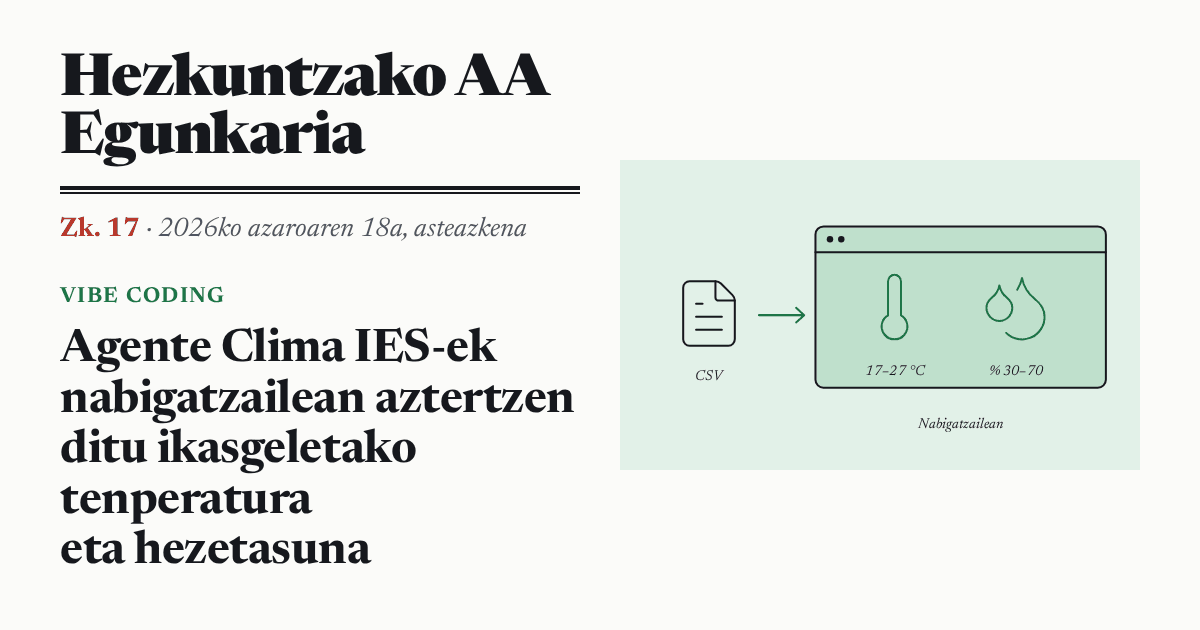 Hezkuntzako AA
Egunkaria
Zk. 17 · 2026ko azaroaren 18a, asteazkena
VIBE CODING
Agente Clima IES-ek
nabigatzailean aztertzen
ditu ikasgeletako
tenperatura
eta hezetasuna
CSV
17–27 °C
% 30–70
Nabigatzailean